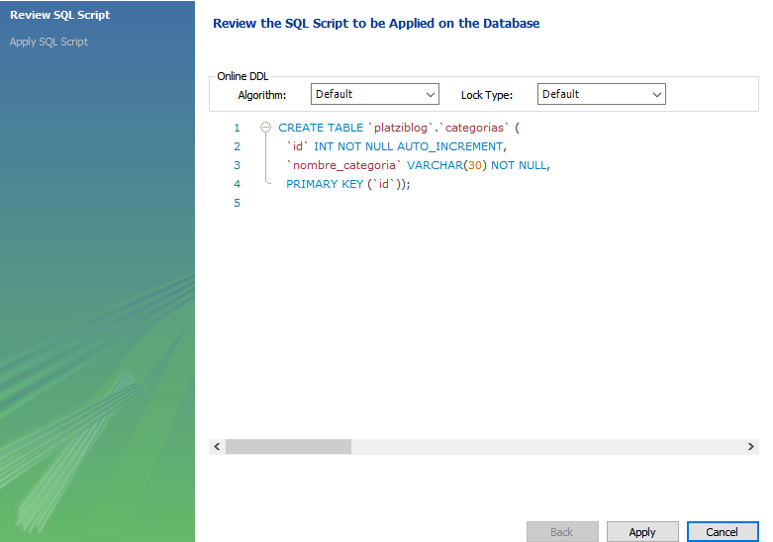 Review SQL Script
Apply SQL Script
Review the SQL Script to be Applied on the Database
Online DDL
Algorithm: Default Lock Type: Default
1 CREATE TABLE `platziblog`.`categorias` (
2 `id` INT NOT NULL AUTO_INCREMENT,
3 `nombre_categoria` VARCHAR(30) NOT NULL,
4 PRIMARY KEY (`id`));
5
Back Apply Cancel